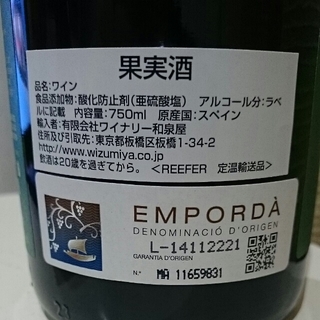 果実酒
品名:ワイン
食品添加物:酸化防止剤(亜硫酸塩) アルコール分:ラベ
ルに記載 内容量:750ml 原産国:スペイン
輸入者:有限会社ワイナリー和泉屋
住所及び引取先:東京都板橋区板橋1-34-2
http://www.wizumiya.co.jp
飲酒は20歳を過ぎてから。 <REEFER 定温輸送品>
EMPORDÀ
DENOMINACIÓ D'ORIGEN
L-14112221
GARANTIA D'ORIGEN
N.º MA 11659831